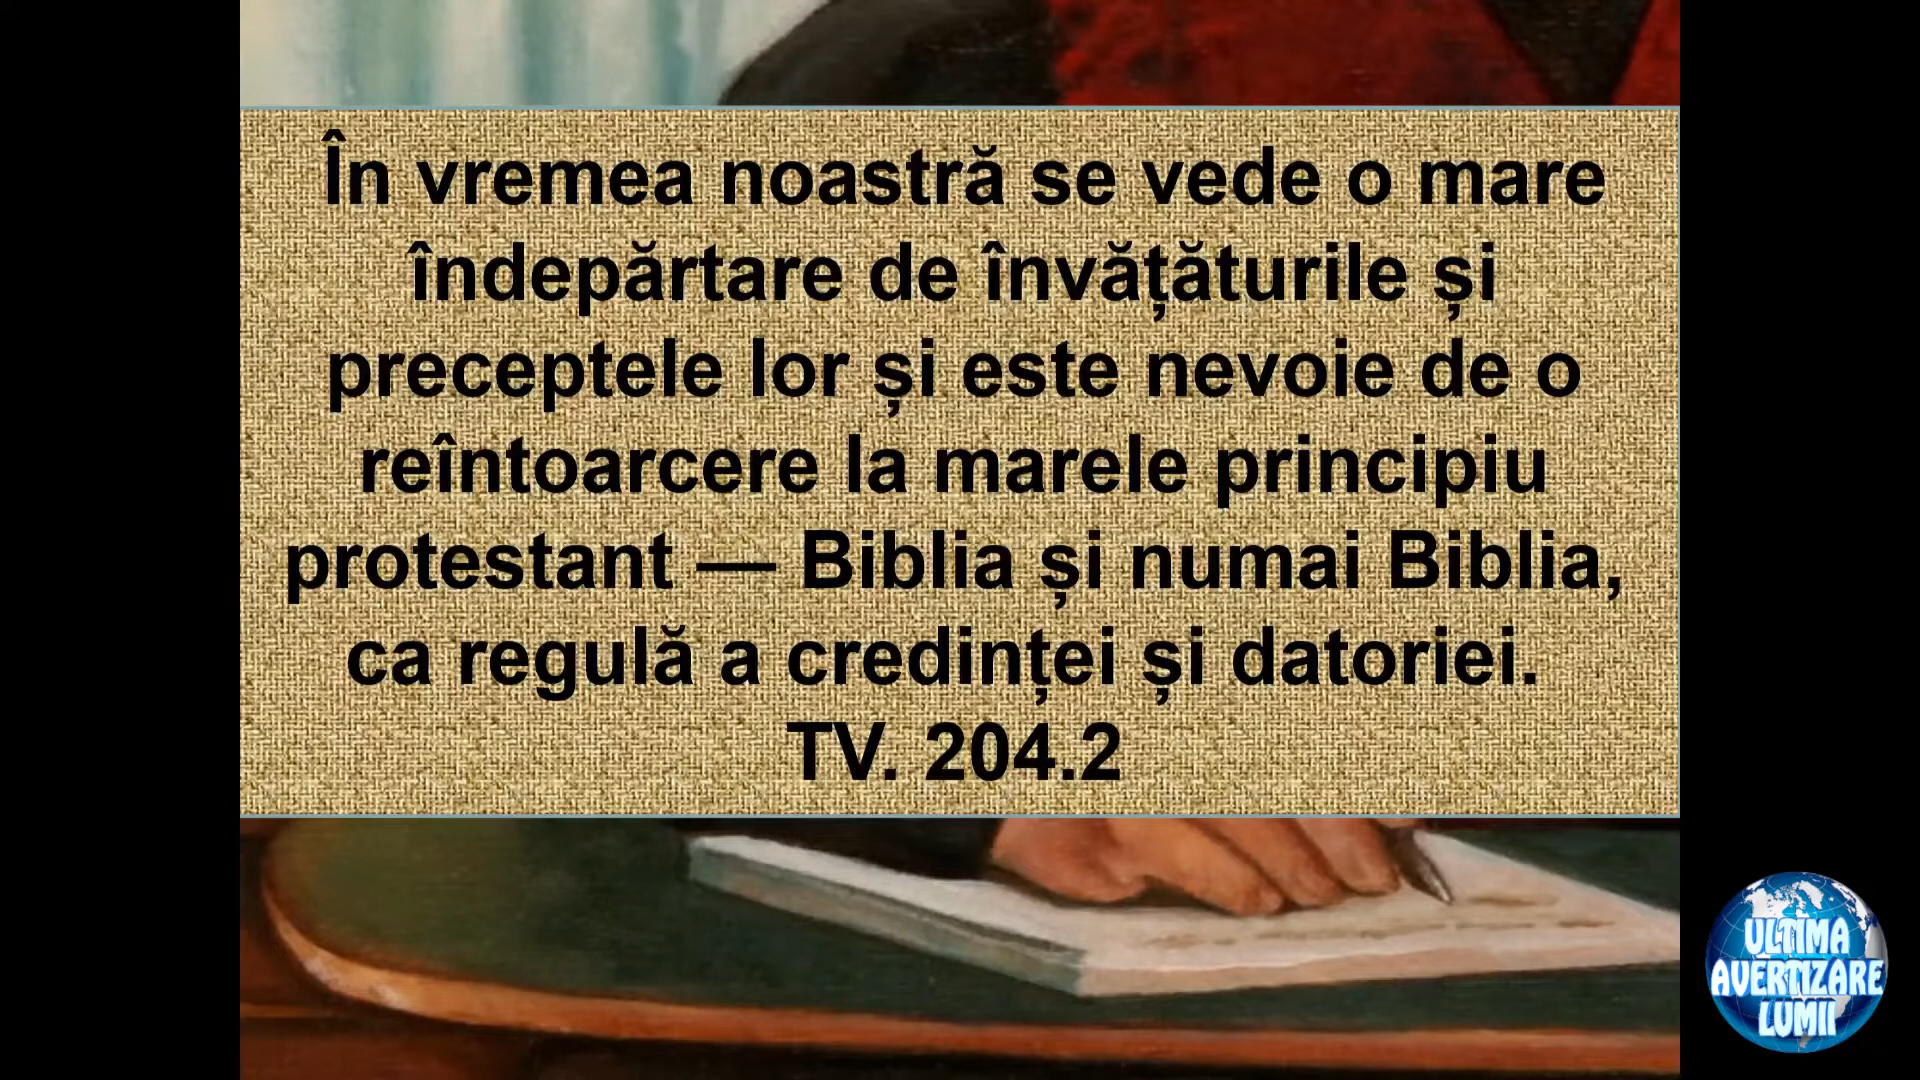 În vremea noastră se vede o mare
îndepărtare de învățăturile și
preceptele lor și este nevoie de o
reîntoarcere la marele principiu
protestant — Biblia și numai Biblia,
ca regulă a credinței și datoriei.
TV. 204.2
ULTIMA
AVERTIZARE
LUMII